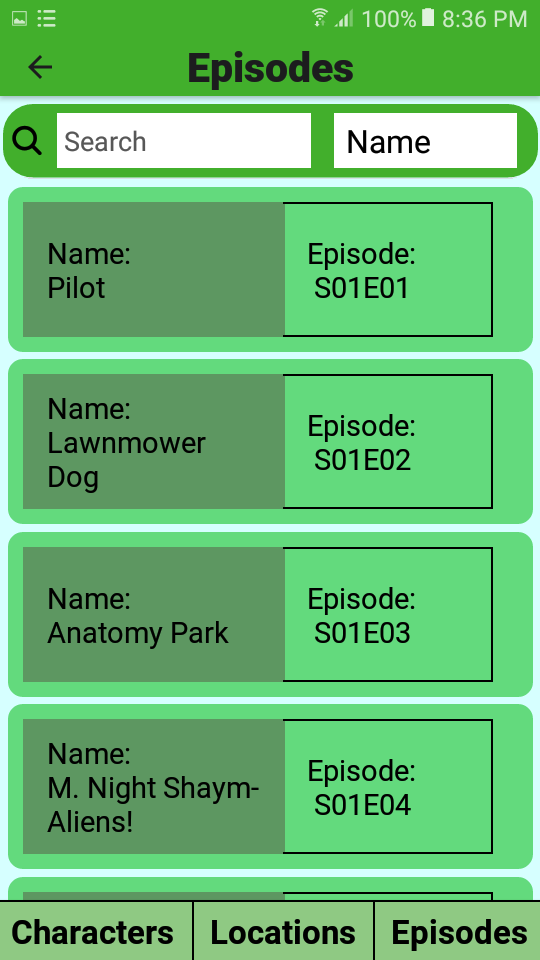 100% 8:36 PM
Episodes
Search
Name
Name:
Pilot
Episode:
S01E01
Name:
Lawnmower
Dog
Episode:
S01E02
Name:
Anatomy Park
Episode:
S01E03
Name:
M. Night Shaym-
Aliens!
Episode:
S01E04
Characters
Locations
Episodes